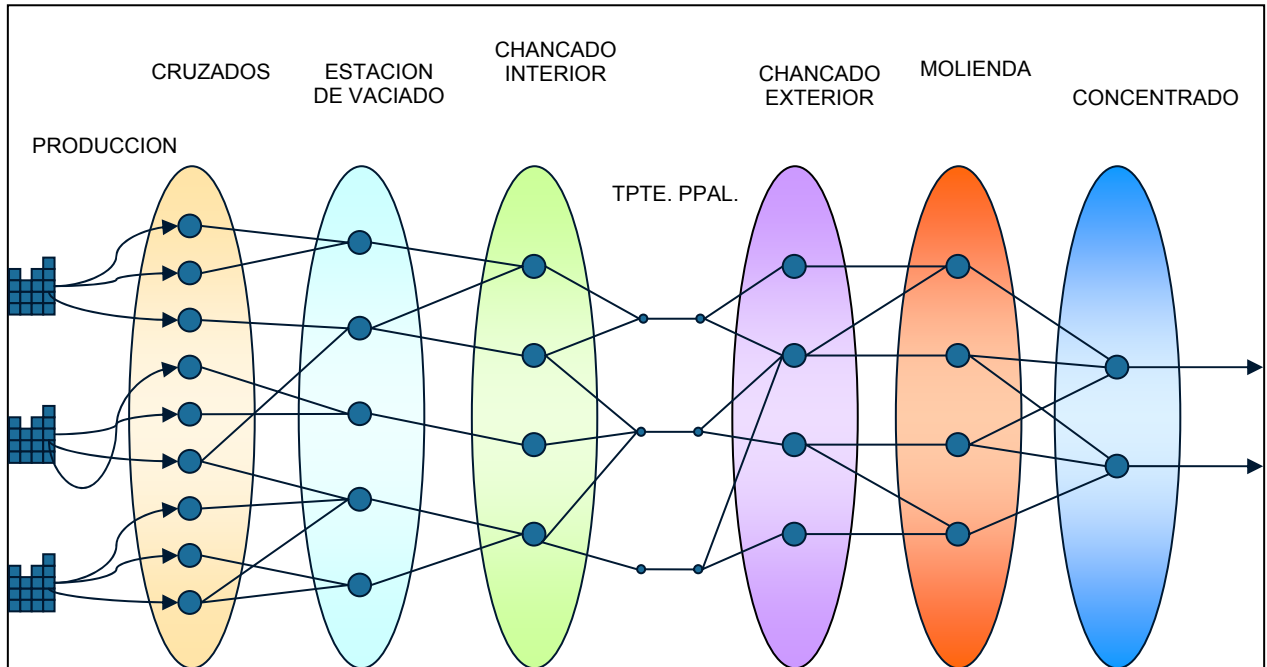 PRODUCCION
CRUZADOS
ESTACION
DE VACIADO
CHANCADO
INTERIOR
TPTE. PPAL.
CHANCADO
EXTERIOR
MOLIENDA
CONCENTRADO